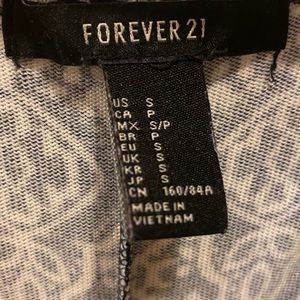 FOREVER 21
US S
CA P
MX S/P
BR P
EU S
UK S
KR S
JP S
CN 160/84A
MADE IN
VIETNAM